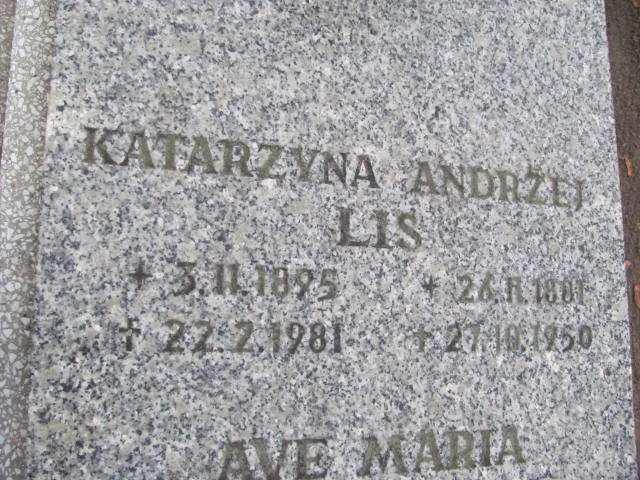 KATARZYNA ANDRZEJ
LIS
* 3.11.1895 * 26.11.1881
† 22.2.1981 † 27.10.1950
AVE MARIA